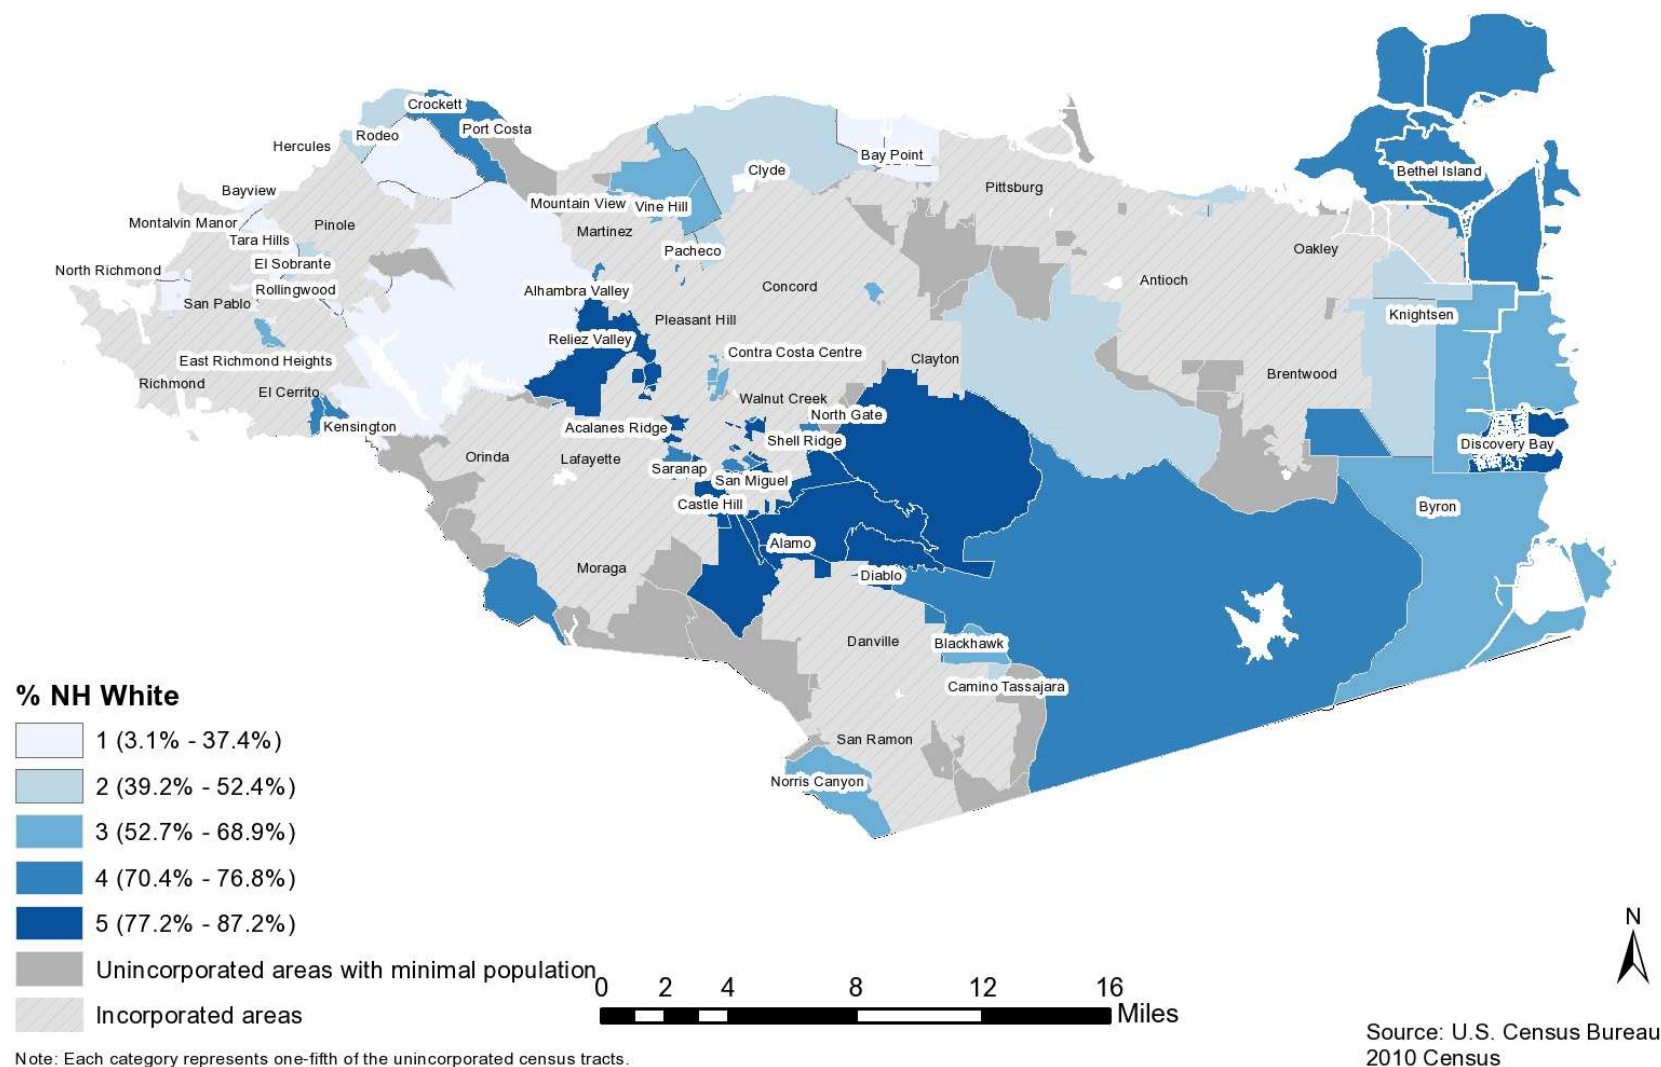 Crockett
Port Costa
Rodeo
Hercules
Bay Point
Clyde
Bethel Island
Pittsburg
Bayview
Mountain View
Vine Hill
Montalvin Manor
Pinole
Martinez
Tara Hills
Pacheco
Oakley
El Sobrante
North Richmond
Antioch
Rollingwood
Alhambra Valley
Concord
San Pablo
Pleasant Hill
Knightsen
Reliez Valley
Contra Costa Centre
East Richmond Heights
Clayton
Richmond
Brentwood
El Cerrito
Walnut Creek
North Gate
Kensington
Acalanes Ridge
Shell Ridge
Discovery Bay
Orinda
Lafayette
Saranap
San Miguel
Castle Hill
Byron
Alamo
Moraga
Diablo
Danville
Blackhawk
Camino Tassajara
San Ramon
Norris Canyon
% NH White
1 (3.1% - 37.4%)
2 (39.2% - 52.4%)
3 (52.7% - 68.9%)
4 (70.4% - 76.8%)
5 (77.2% - 87.2%)
Unincorporated areas with minimal population
Incorporated areas
0 2 4 8 12 16
Miles
N
Source: U.S. Census Bureau
2010 Census
Note: Each category represents one-fifth of the unincorporated census tracts.